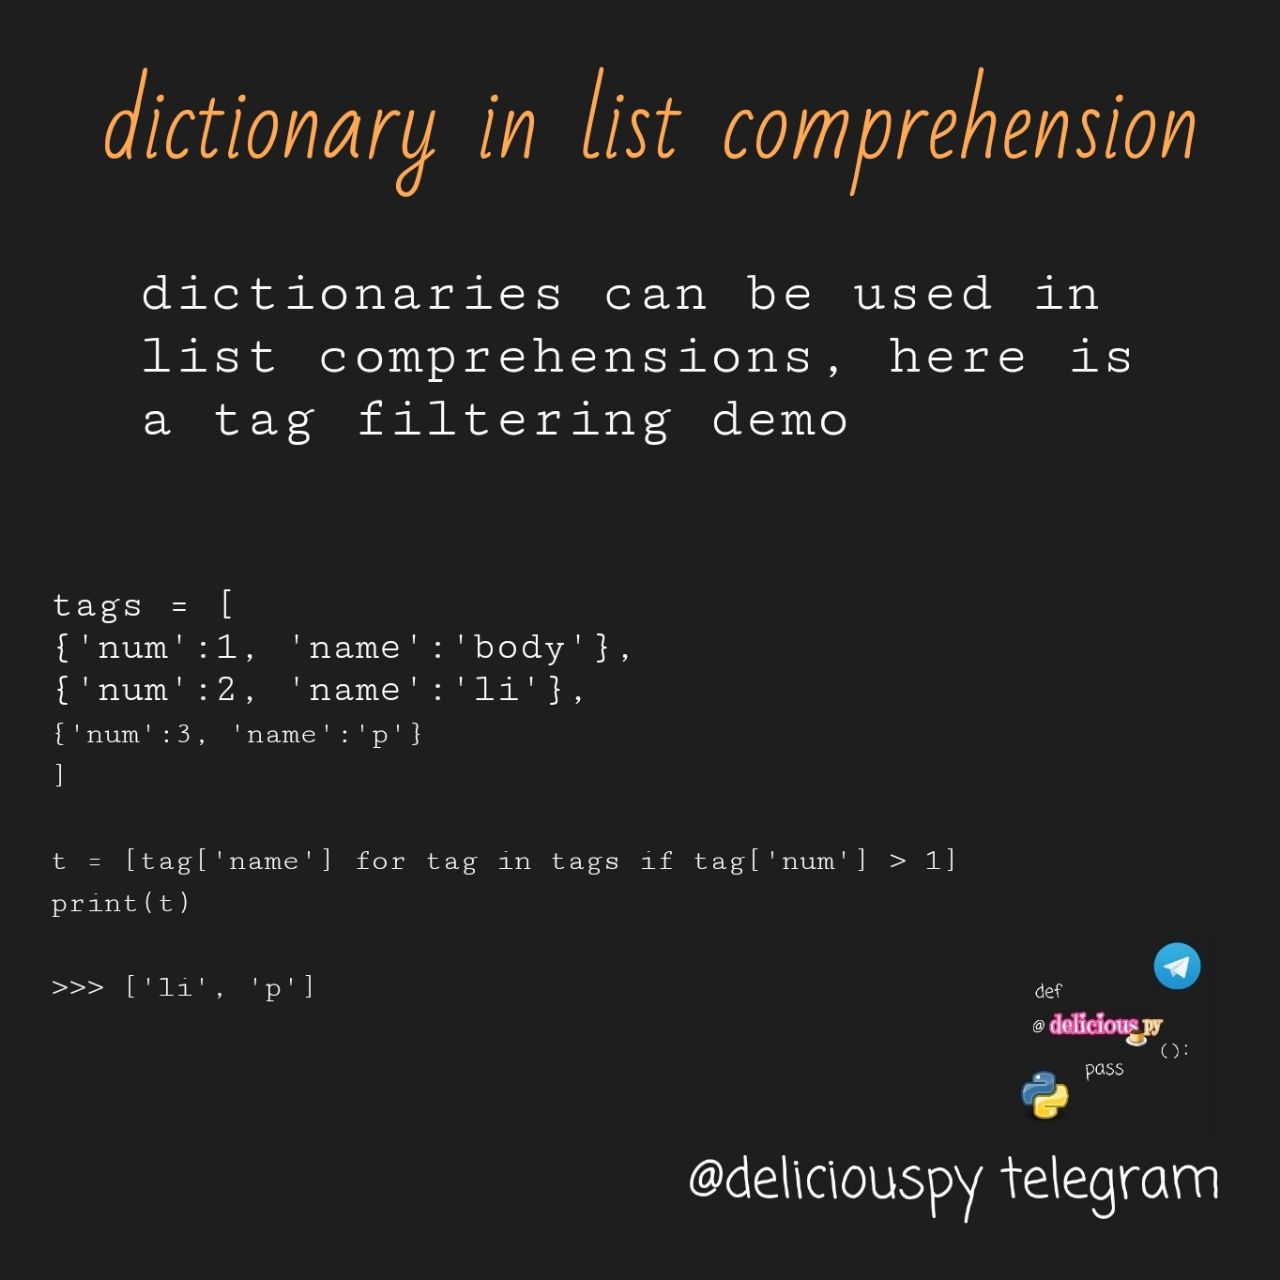 dictionary in list comprehension
dictionaries can be used in
list comprehensions, here is
a tag filtering demo
tags = [
{'num':1, 'name':'body'},
{'num':2, 'name':'li'},
{'num':3, 'name':'p'}
]
t = [tag['name'] for tag in tags if tag['num'] > 1]
print(t)
>>> ['li', 'p']
def
@delicious py
():
pass
@deliciouspy telegram